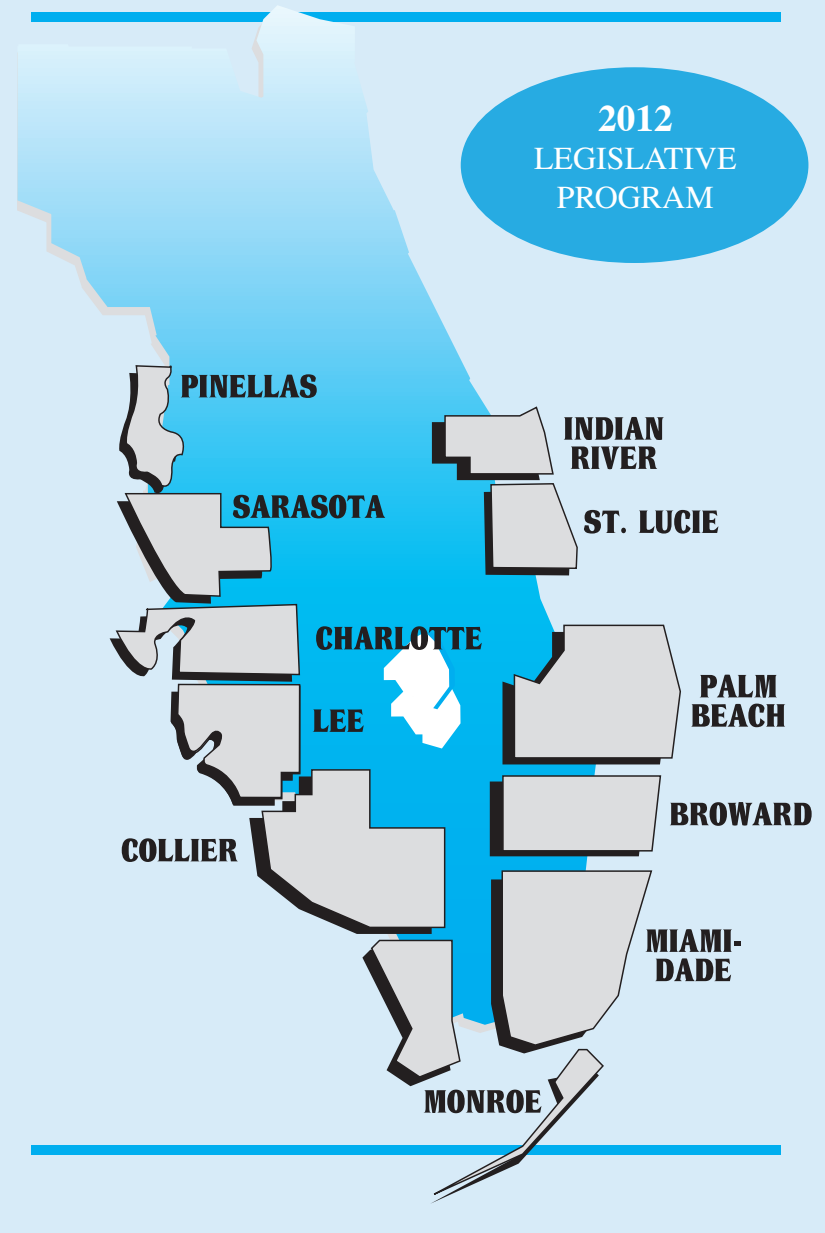 2012
LEGISLATIVE
PROGRAM
PINELLAS
INDIAN
RIVER
SARASOTA
ST. LUCIE
CHARLOTTE
PALM
BEACH
LEE
BROWARD
COLLIER
MIAMI-
DADE
MONROE